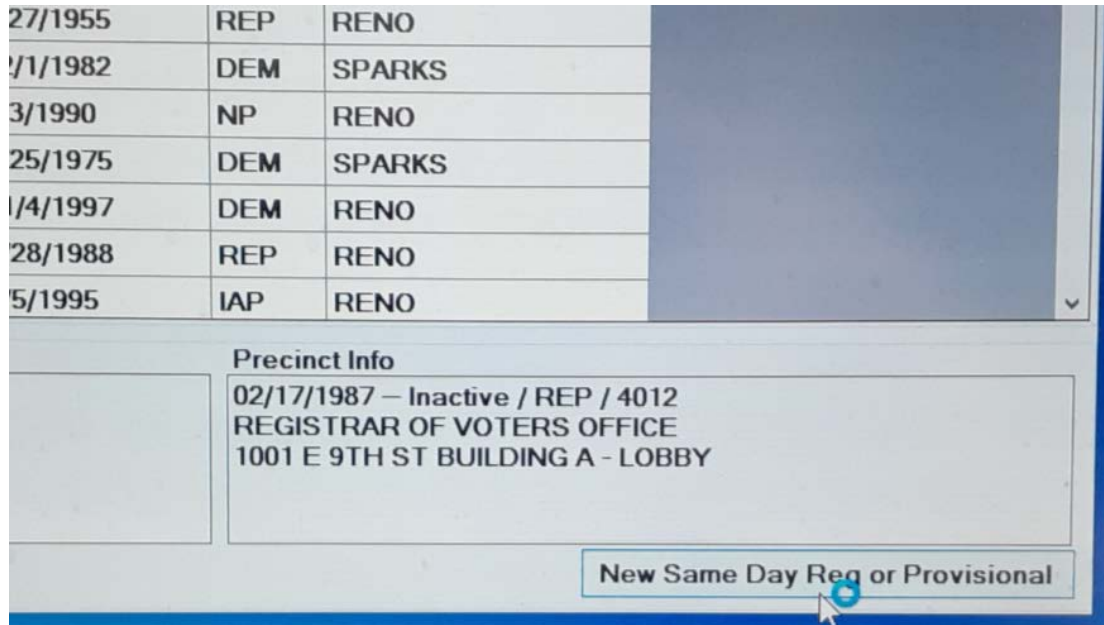 27/1955 REP RENO
/1/1982 DEM SPARKS
3/1990 NP RENO
25/1975 DEM SPARKS
/4/1997 DEM RENO
28/1988 REP RENO
5/1995 IAP RENO
Precinct Info
02/17/1987 – Inactive / REP / 4012
REGISTRAR OF VOTERS OFFICE
1001 E 9TH ST BUILDING A - LOBBY
New Same Day Reg or Provisional